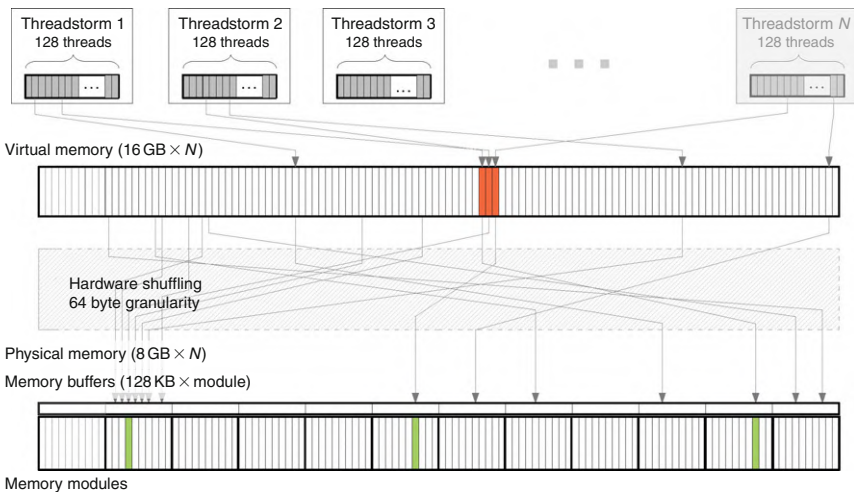 Threadstorm 1
128 threads
...
Threadstorm 2
128 threads
...
Threadstorm 3
128 threads
...
Threadstorm N
128 threads
...
Virtual memory (16 GB × N)
Hardware shuffling
64 byte granularity
Physical memory (8 GB × N)
Memory buffers (128 KB × module)
Memory modules